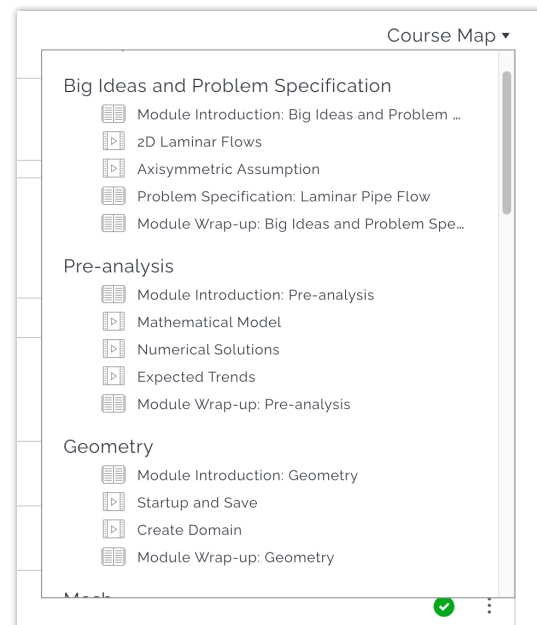 Course Map
Big Ideas and Problem Specification
Module Introduction: Big Ideas and Problem ...
2D Laminar Flows
Axisymmetric Assumption
Problem Specification: Laminar Pipe Flow
Module Wrap-up: Big Ideas and Problem Spe...
Pre-analysis
Module Introduction: Pre-analysis
Mathematical Model
Numerical Solutions
Expected Trends
Module Wrap-up: Pre-analysis
Geometry
Module Introduction: Geometry
Startup and Save
Create Domain
Module Wrap-up: Geometry